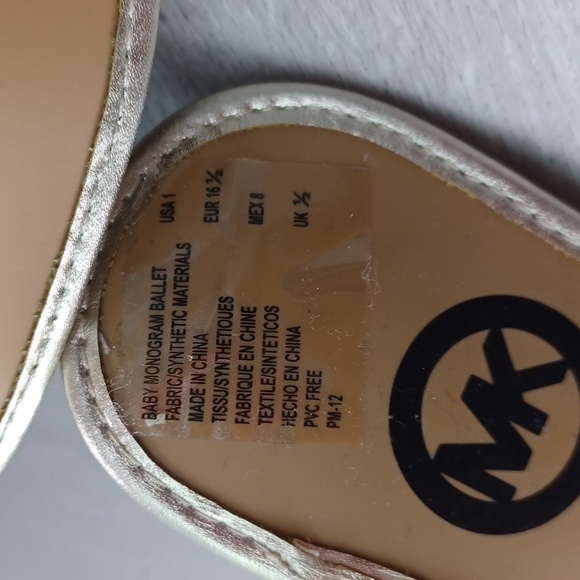 BABY MONOGRAM BALLET
FABRIC/SYNTHETIC MATERIALS
MADE IN CHINA
TISSU/SYNTHETIQUES
FABRIQUE EN CHINE
TEXTILE/SINTETICOS
HECHO EN CHINA
PVC FREE
PM-12
USA 1
EUR 16 ½
MEX 8
UK ½
MK